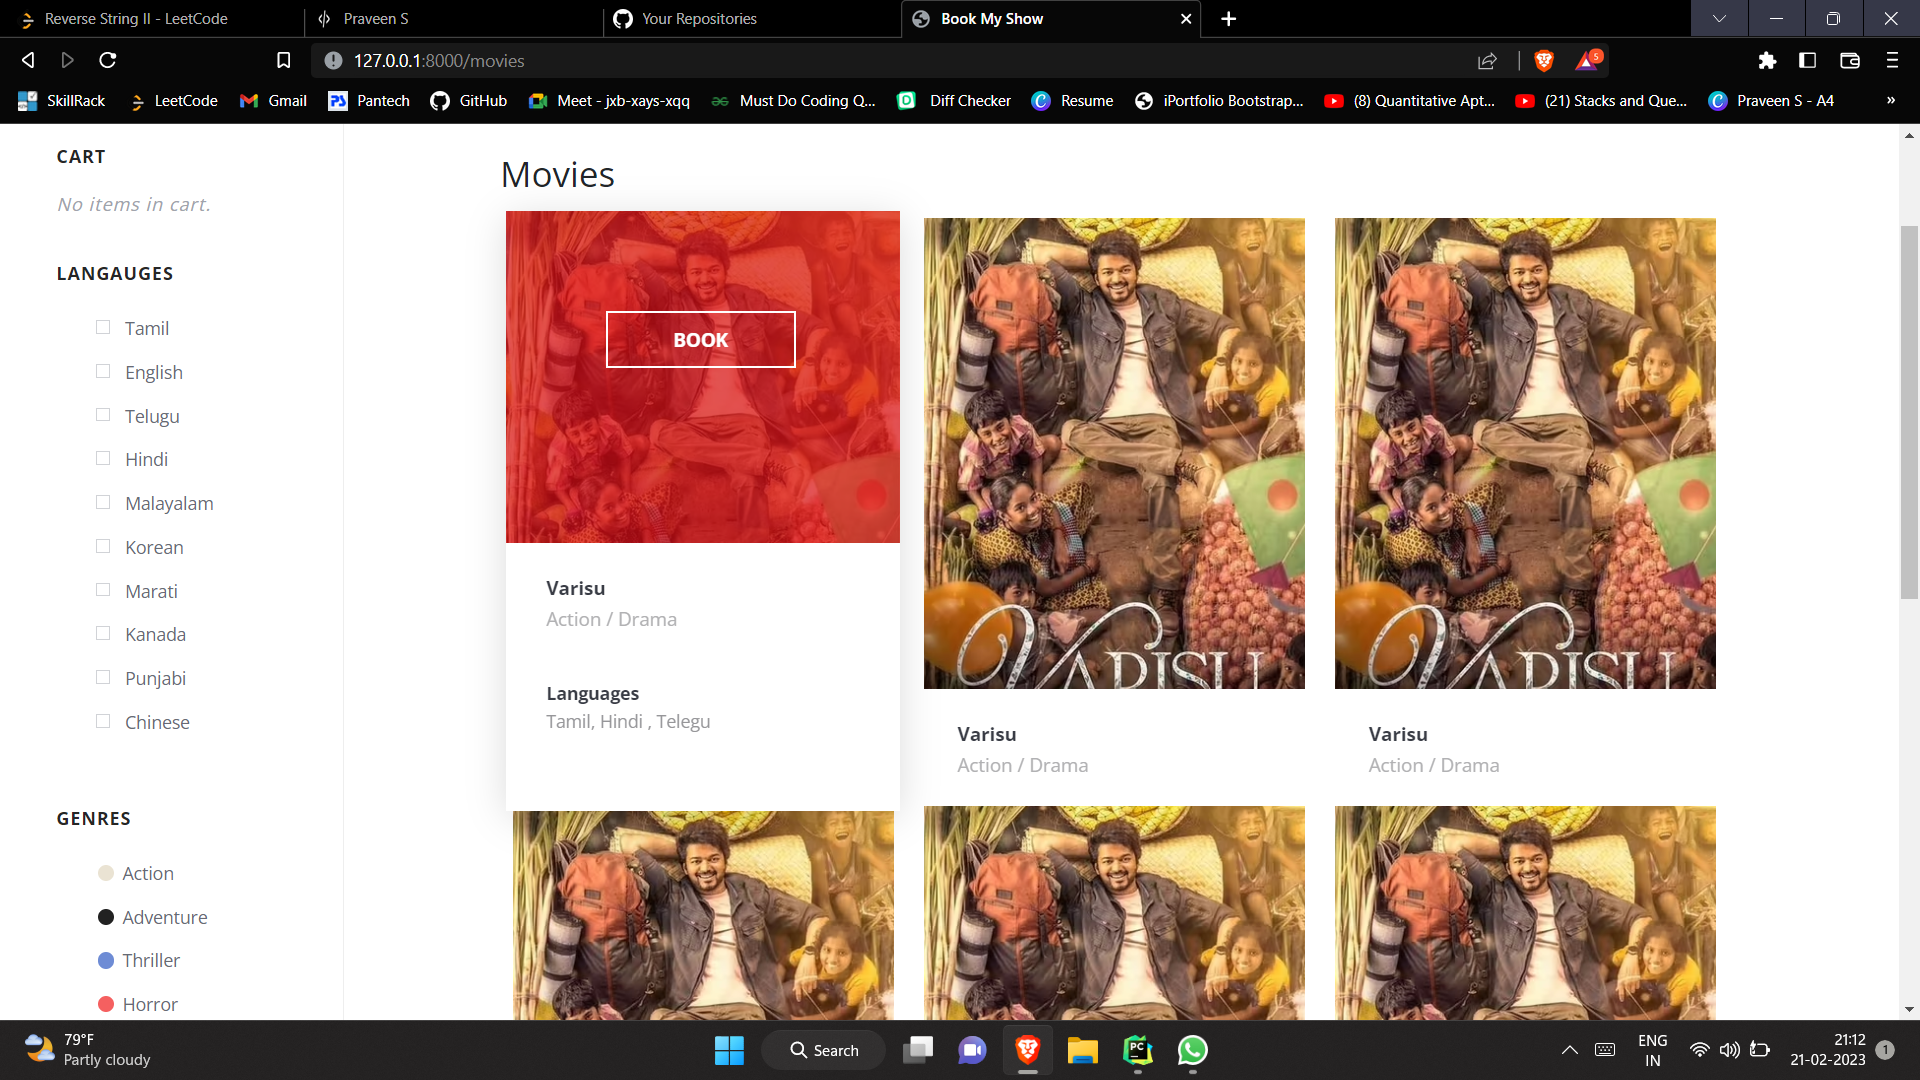 Reverse String II - LeetCode
Praveen S
Your Repositories
Book My Show
127.0.0.1:8000/movies
5
SkillRack
LeetCode
Gmail
Pantech
GitHub
Meet - jxb-xays-xqq
Must Do Coding Q...
Diff Checker
Resume
iPortfolio Bootstrap...
(8) Quantitative Apt...
(21) Stacks and Que...
Praveen S - A4
»
CART
No items in cart.
LANGAUGES
Tamil
English
Telugu
Hindi
Malayalam
Korean
Marati
Kanada
Punjabi
Chinese
GENRES
Action
Adventure
Thriller
Horror
Movies
BOOK
Varisu
Action / Drama
Languages
Tamil, Hindi , Telegu
VARISU
Varisu
Action / Drama
VARISU
Varisu
Action / Drama
79°F
Partly cloudy
Search
PC
ENG
IN
21:12
21-02-2023
1